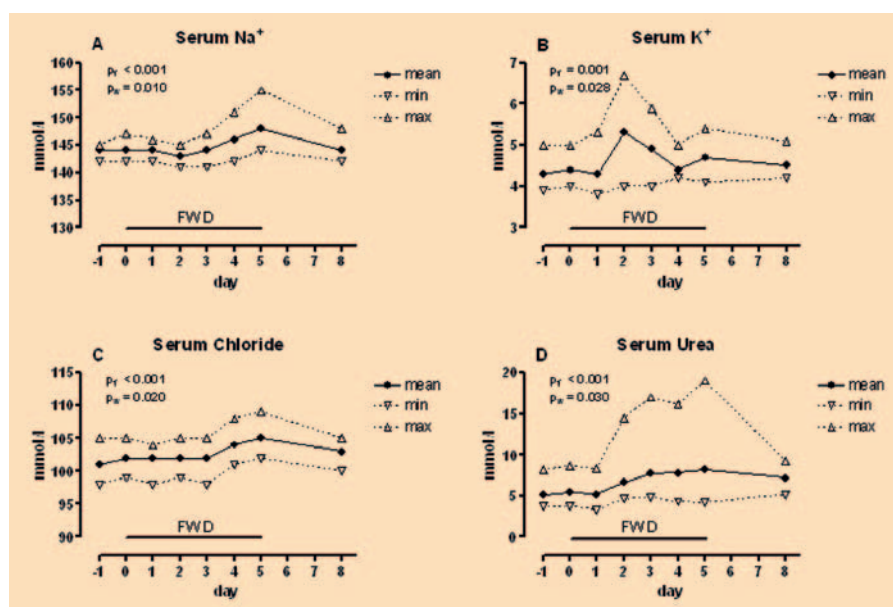 A
Serum Na+
pf < 0.001
pw = 0.010
mean
min
max
160
155
150
145
140
135
130
mmol/l
FWD
-1 0 1 2 3 4 5 6 7 8
day
B
Serum K+
pf = 0.001
pw = 0.028
mean
min
max
7
6
5
4
3
mmol/l
FWD
-1 0 1 2 3 4 5 6 7 8
day
C
Serum Chloride
pf < 0.001
pw = 0.020
mean
min
max
115
110
105
100
95
90
mmol/l
FWD
-1 0 1 2 3 4 5 6 7 8
day
D
Serum Urea
pf < 0.001
pw = 0.030
mean
min
max
20
15
10
5
0
mmol/l
FWD
-1 0 1 2 3 4 5 6 7 8
day